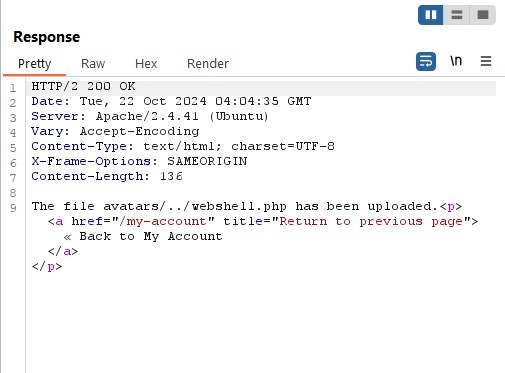 Response
Pretty Raw Hex Render \n
1 HTTP/2 200 OK
2 Date: Tue, 22 Oct 2024 04:04:35 GMT
3 Server: Apache/2.4.41 (Ubuntu)
4 Vary: Accept-Encoding
5 Content-Type: text/html; charset=UTF-8
6 X-Frame-Options: SAMEORIGIN
7 Content-Length: 136
8
9 The file avatars/../webshell.php has been uploaded.<p>
<a href="/my-account" title="Return to previous page">
« Back to My Account
</a>
</p>